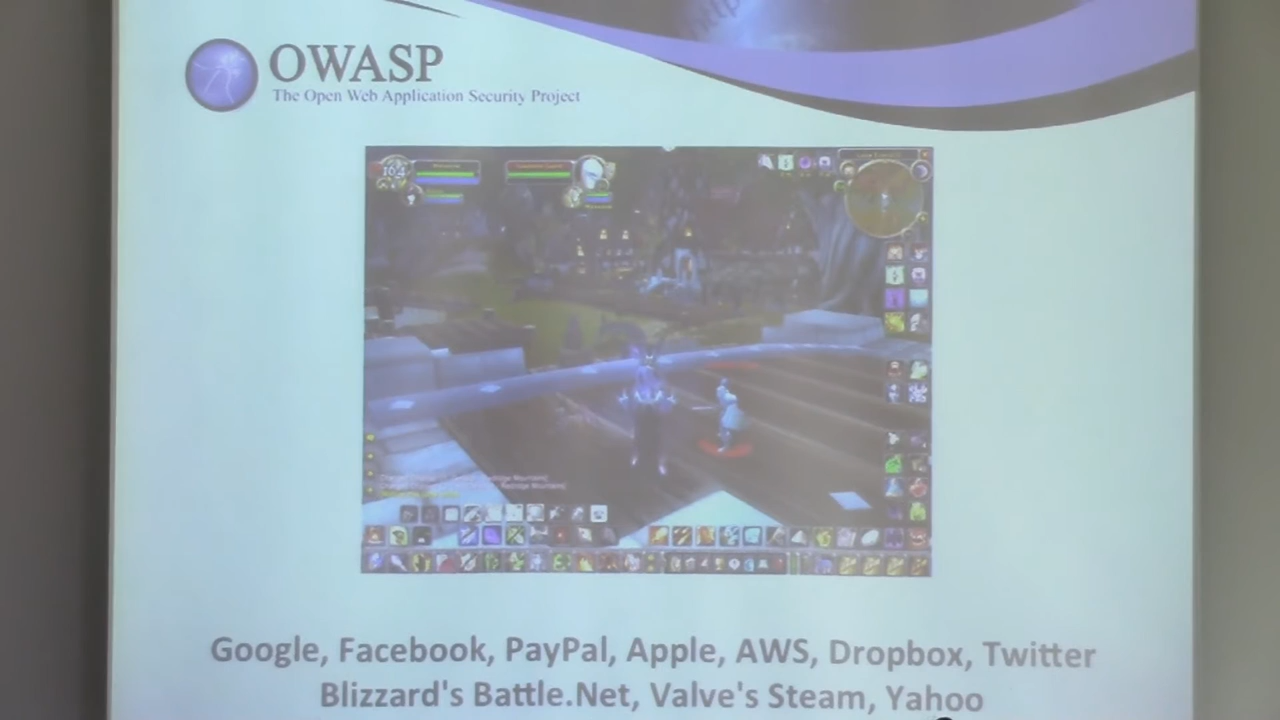 OWASP
The Open Web Application Security Project
Google, Facebook, PayPal, Apple, AWS, Dropbox, Twitter
Blizzard's Battle.Net, Valve's Steam, Yahoo